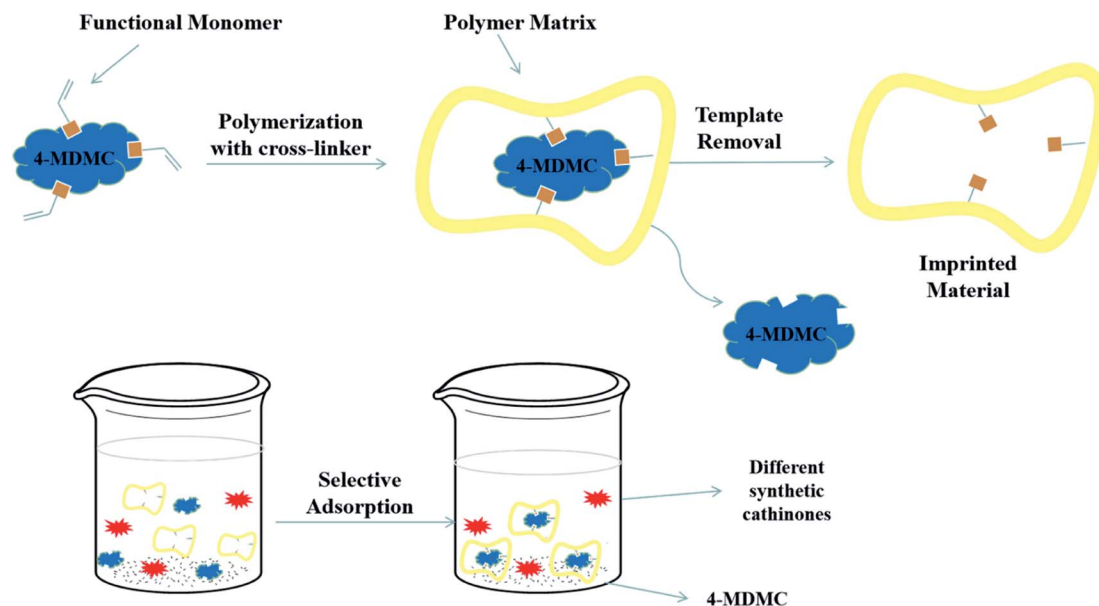 Functional Monomer
4-MDMC
Polymerization
with cross-linker
Polymer Matrix
4-MDMC
Template
Removal
Imprinted
Material
4-MDMC
Selective
Adsorption
Different
synthetic
cathinones
4-MDMC